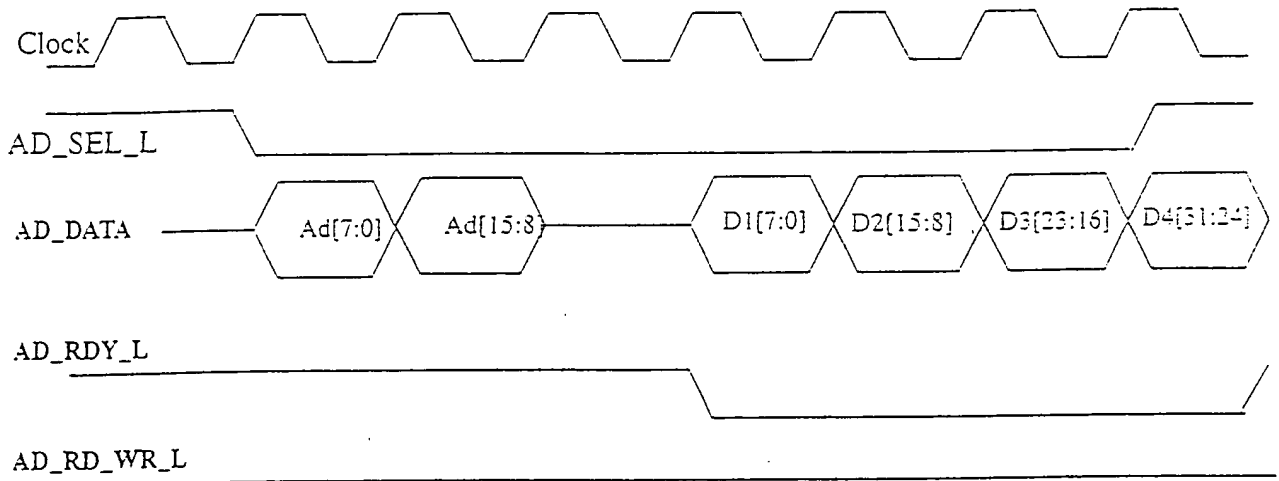 Clock
AD_SEL_L
AD_DATA
Ad[7:0]
Ad[15:8]
D1[7:0]
D2[15:8]
D3[23:16]
D4[31:24]
AD_RDY_L
AD_RD_WR_L